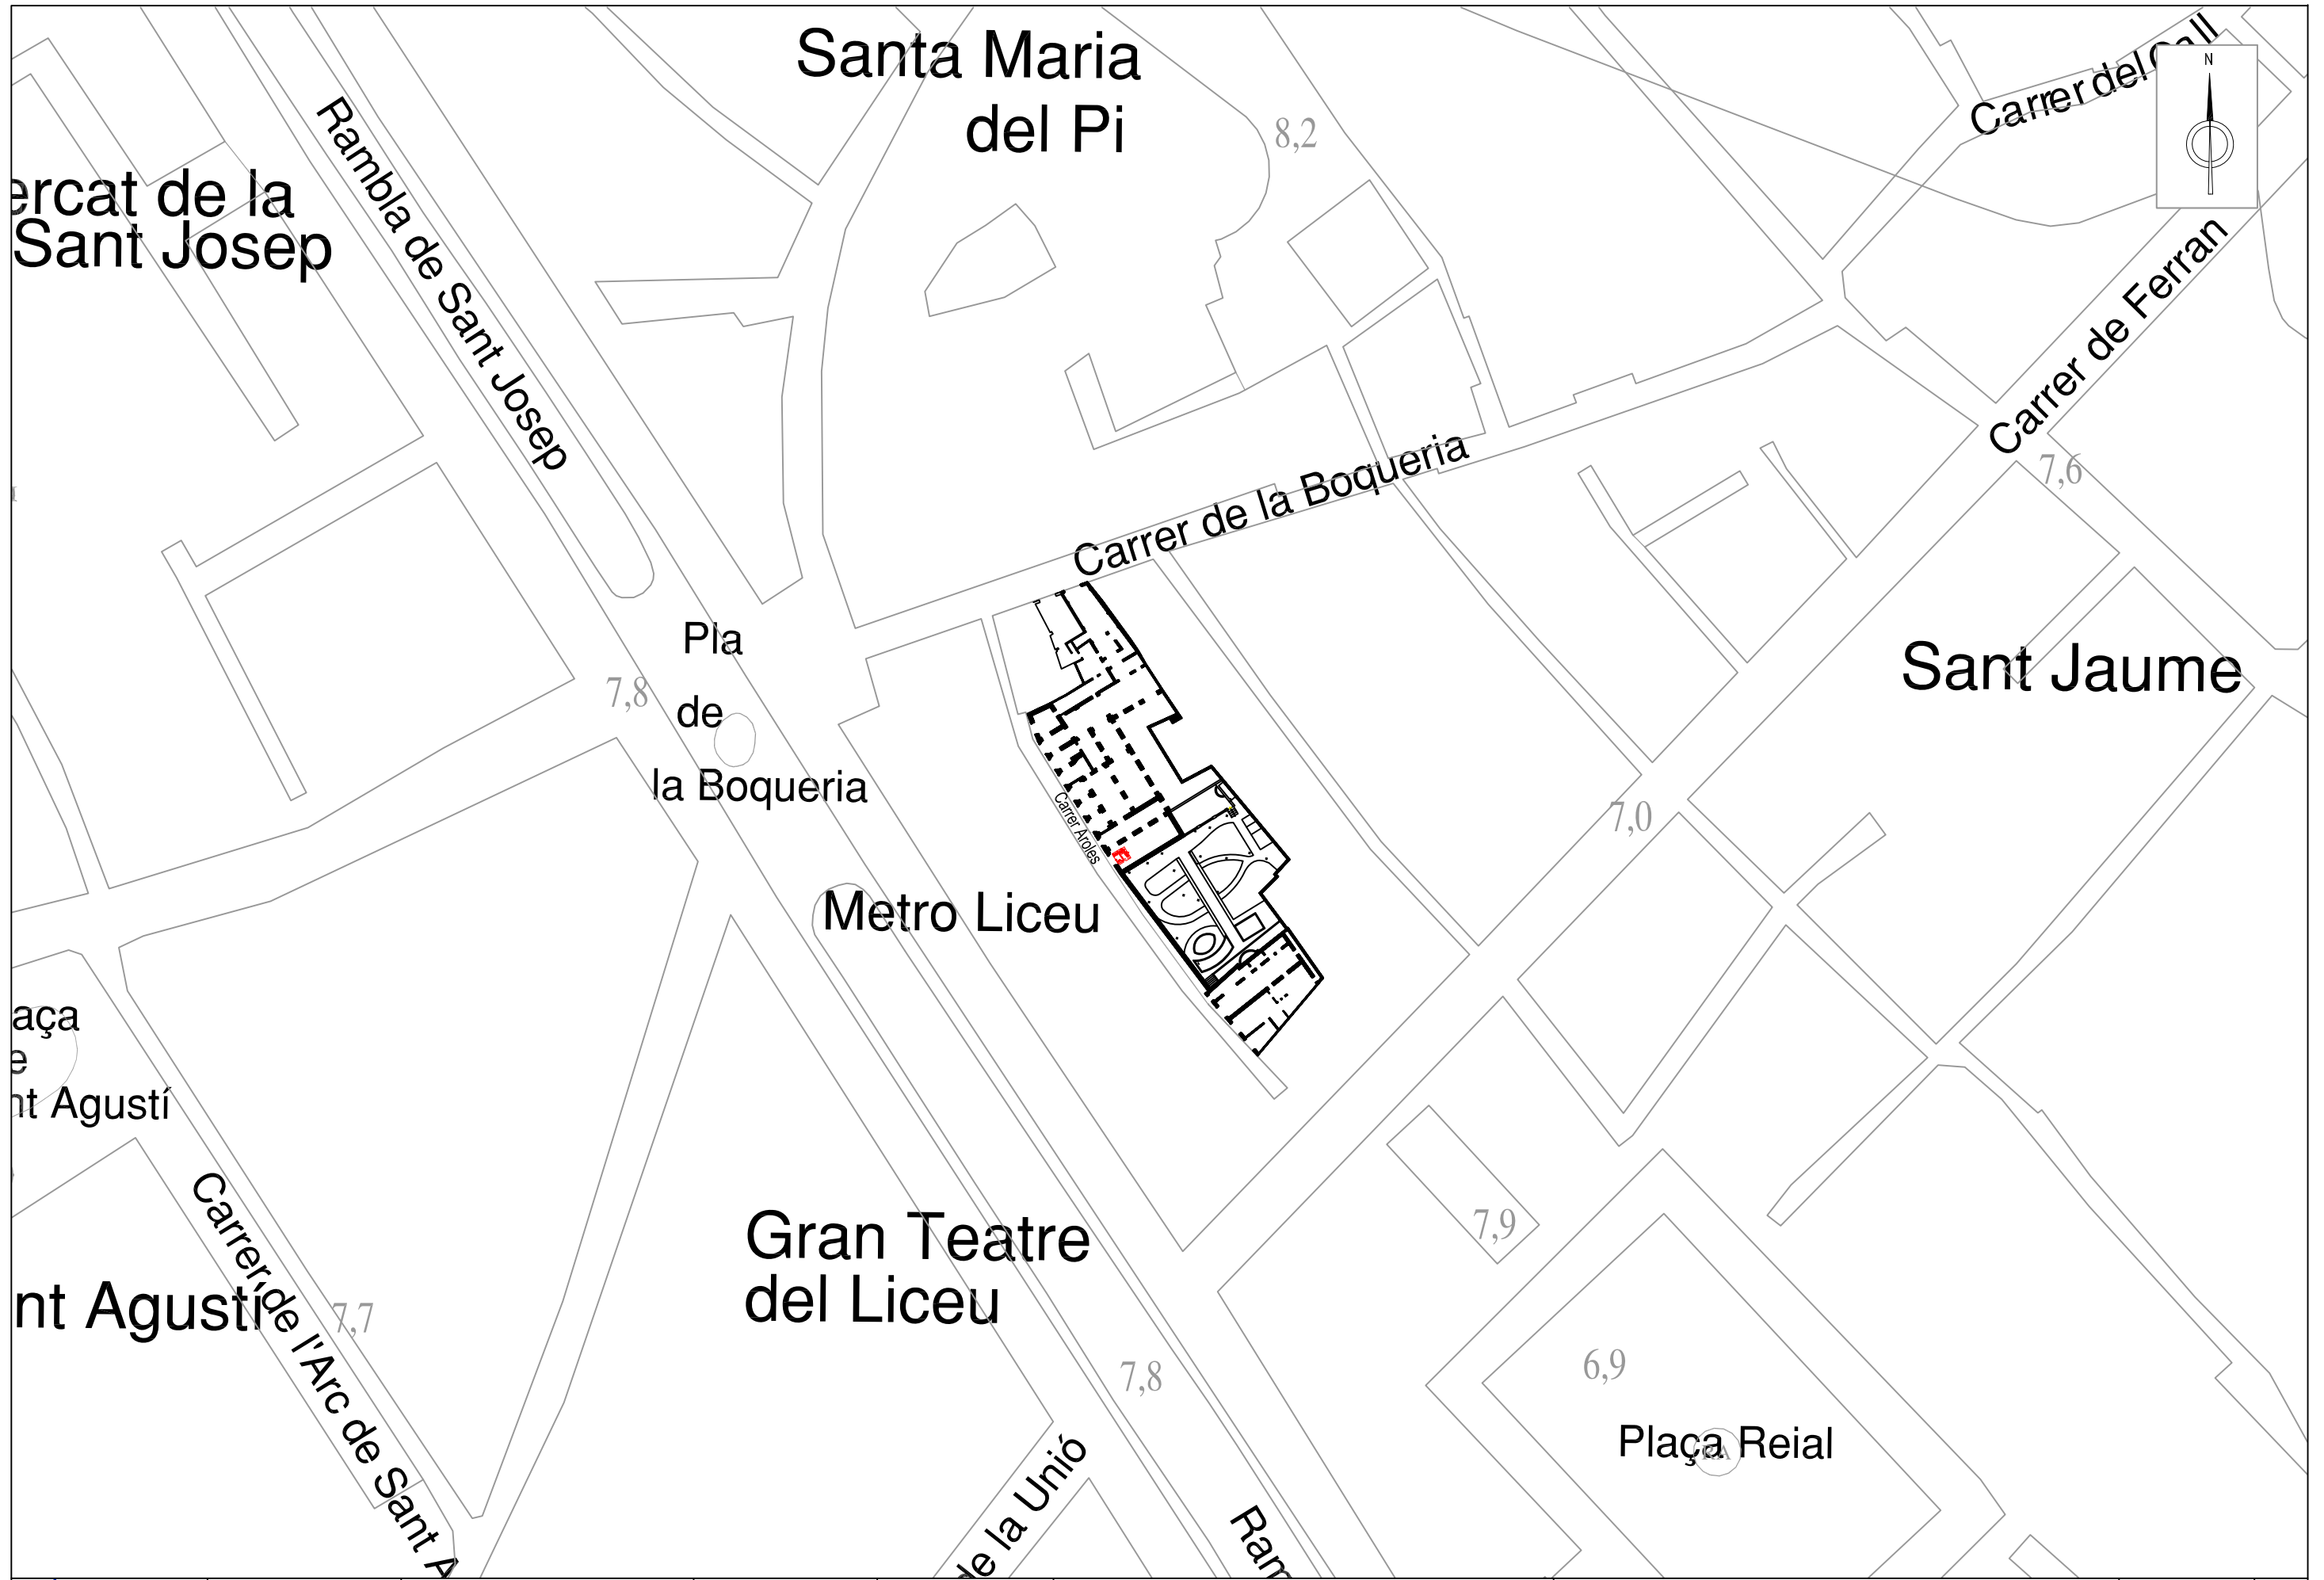 Santa Maria
del Pi
Carrer del Call
N
8,2
ercat de la
Sant Josep
Rambla de Sant Josep
Carrer de Ferran
7,6
Carrer de la Boqueria
Pla
de
la Boqueria
7,8
Sant Jaume
Carrer Aroles
7,0
Metro Liceu
aça
e
nt Agustí
Carrer de l'Arc de Sant A
nt Agustí
7,7
Gran Teatre
del Liceu
7,9
7,8
6,9
Plaça Reial
de la Unió
Ram